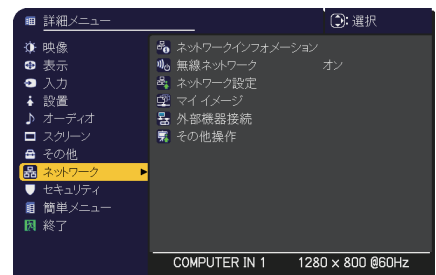 詳細メニュー
: 選択
映像
表示
入力
設置
オーディオ
スクリーン
その他
ネットワーク
セキュリティ
簡単メニュー
終了
ネットワークインフォメーション
無線ネットワーク オン
ネットワーク設定
マイ イメージ
外部機器接続
その他操作
COMPUTER IN 1 1280 × 800 @60Hz